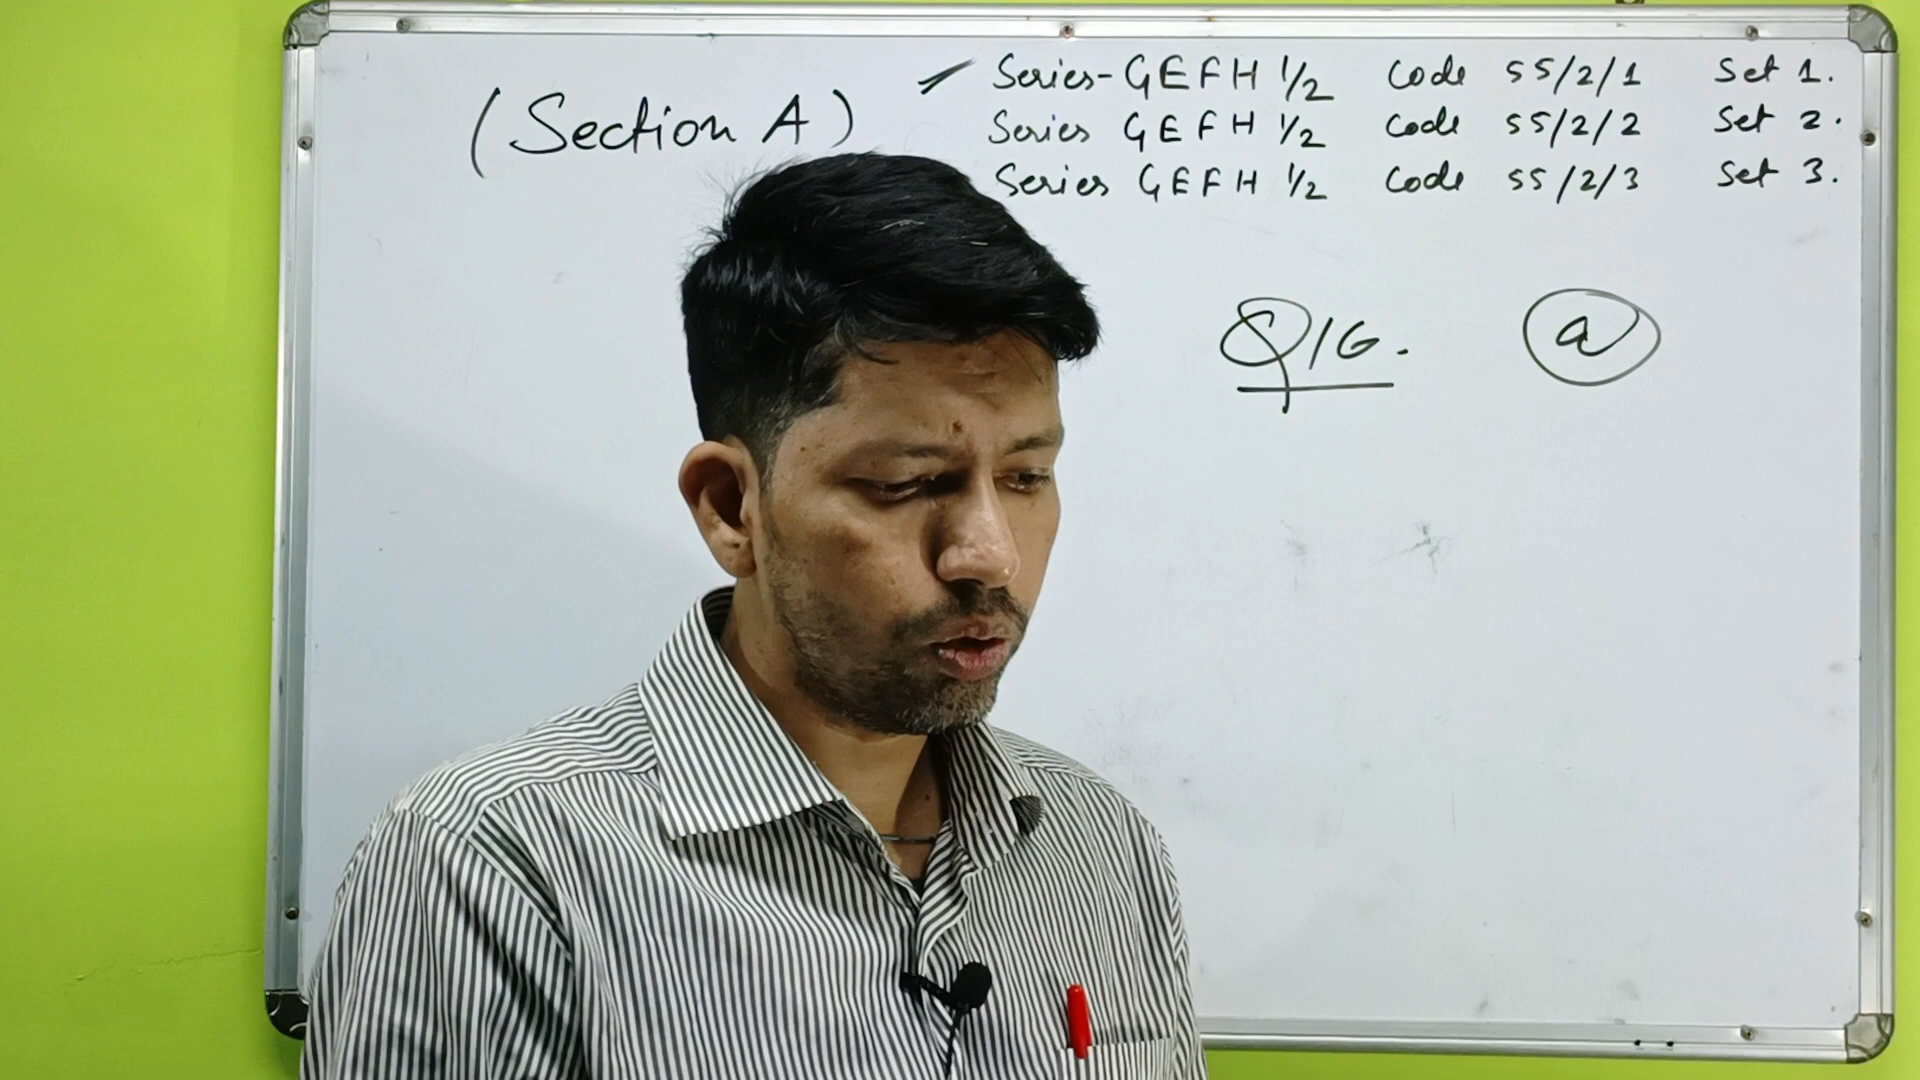 (Section A)
Series-GEFH 1/2 Code 55/2/1 Set 1.
Series GEFH 1/2 Code 55/2/2 Set 2.
Series GEFH 1/2 Code 55/2/3 Set 3.
Q16. a